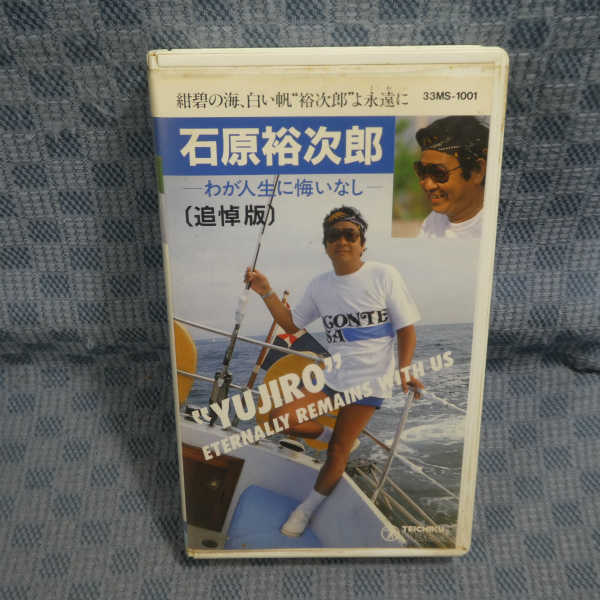 紺碧の海、白い帆“裕次郎”よ永遠に
33MS-1001
石原裕次郎
―わが人生に悔いなし―
〔追悼版〕
GONTE
SA
“YUJIRO”
ETERNALLY REMAINS WITH US
TEICHIKU